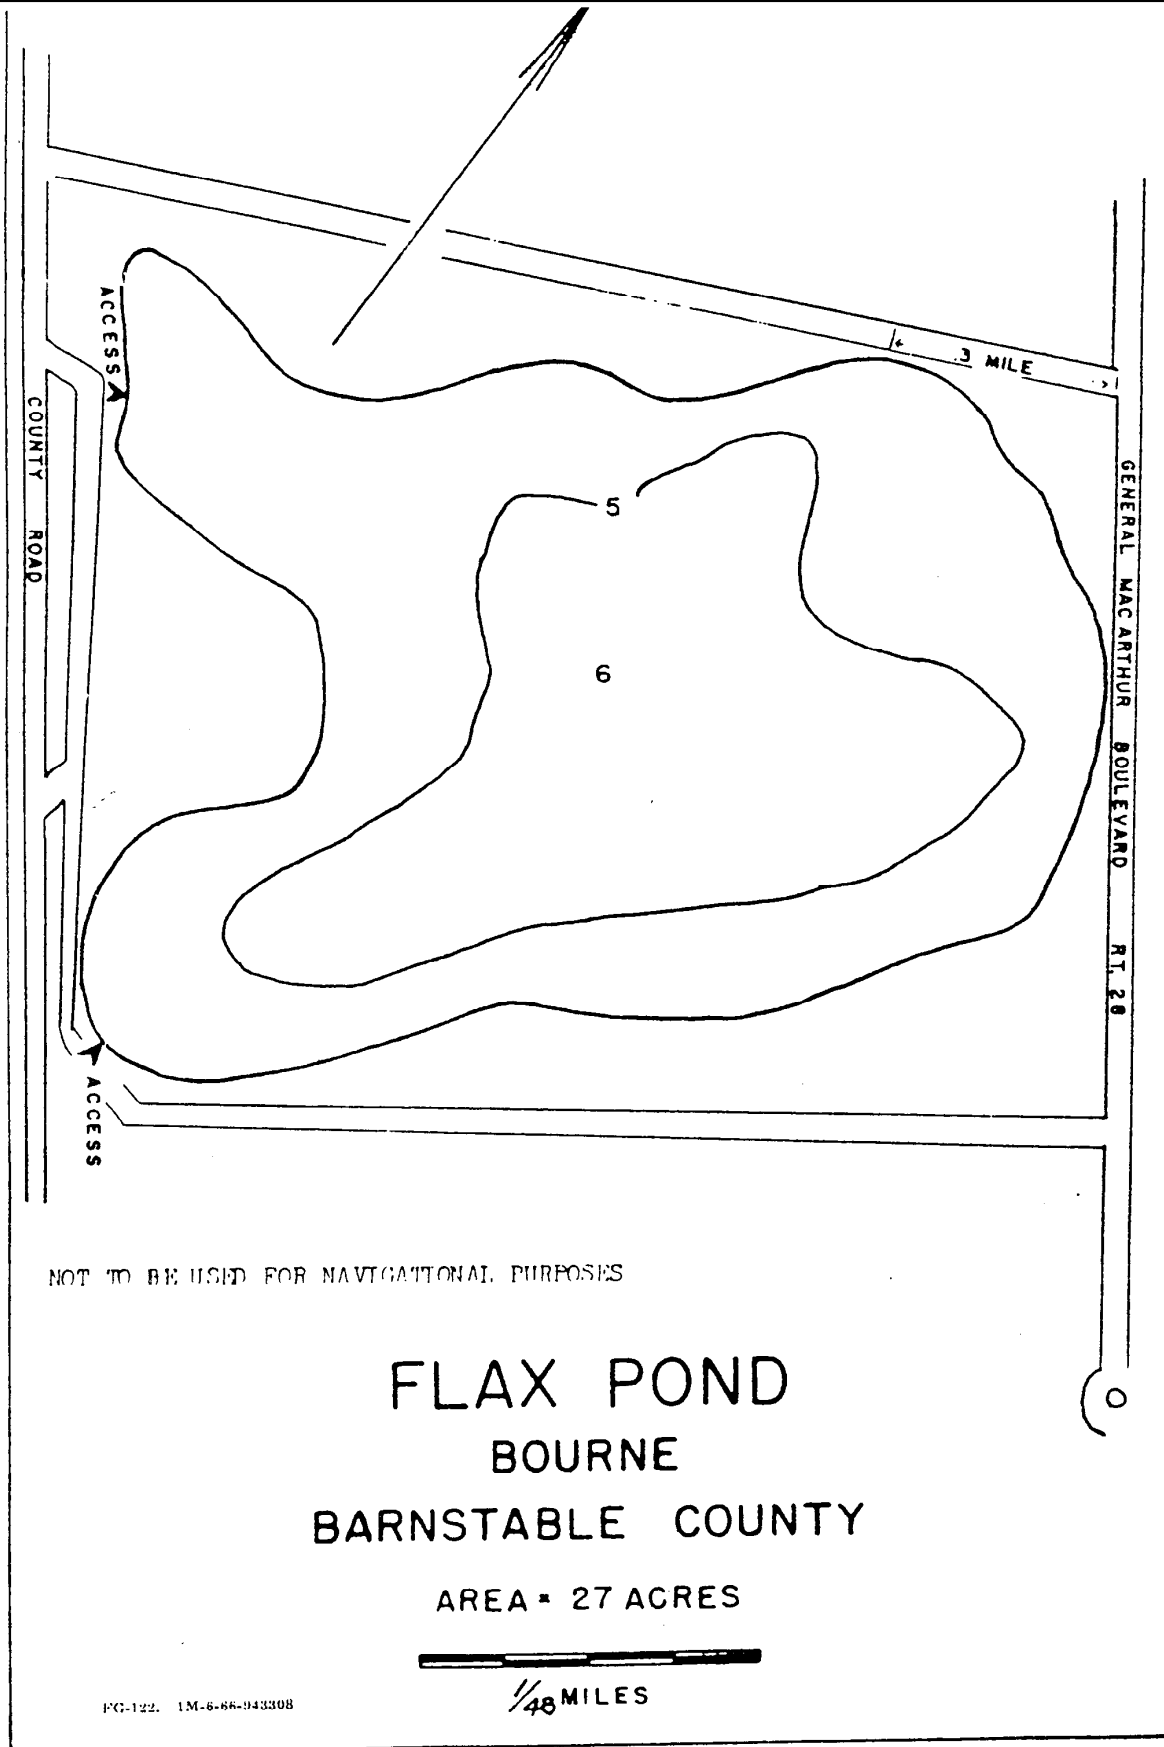 ACCESS
.3 MILE
COUNTY ROAD
GENERAL MAC ARTHUR BOULEVARD RT. 28
5
6
ACCESS
NOT TO BE USED FOR NAVIGATIONAL PURPOSES
FLAX POND
BOURNE
BARNSTABLE COUNTY
AREA = 27 ACRES
1/48 MILES
FG-122. 1M-6-66-943308